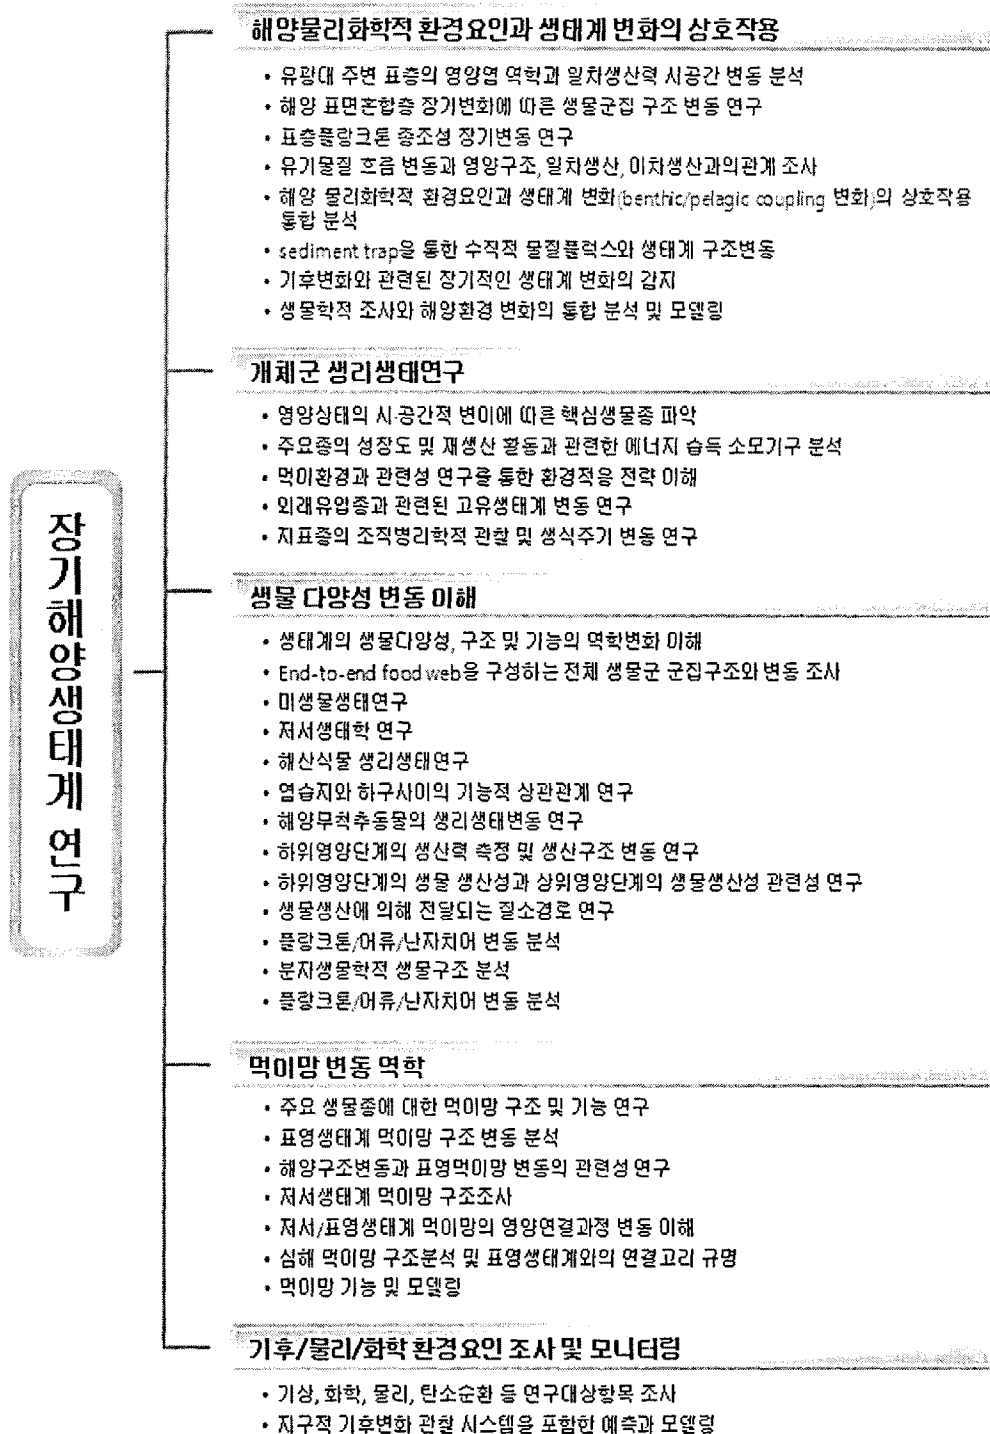 장기해양생태계 연구
해양물리화학적 환경요인과 생태계 변화의 상호작용
• 유광대 주변 표층의 영양염 역학과 일차생산력 시공간 변동 분석
• 해양 표면혼합층 장기변화에 따른 생물군집 구조 변동 연구
• 표층플랑크톤 종조성 장기변동 연구
• 유기물질 흐름 변동과 영양구조, 일차생산, 이차생산과의관계 조사
• 해양 물리화학적 환경요인과 생태계 변화(benthic/pelagic coupling 변화)의 상호작용
통합 분석
• sediment trap을 통한 수직적 물질플럭스와 생태계 구조변동
• 기후변화와 관련된 장기적인 생태계 변화의 감지
• 생물학적 조사와 해양환경 변화의 통합 분석 및 모델링
개체군 생리생태연구
• 영양상태의 시·공간적 변이에 따른 핵심생물종 파악
• 주요종의 성장도 및 재생산 활동과 관련한 에너지 습득 소모기구 분석
• 먹이환경과 관련성 연구를 통한 환경적응 전략 이해
• 외래유입종과 관련된 고유생태계 변동 연구
• 지표종의 조직병리학적 관찰 및 생식주기 변동 연구
생물 다양성 변동 이해
• 생태계의 생물다양성, 구조 및 기능의 역학변화 이해
• End-to-end food web을 구성하는 전체 생물군 군집구조와 변동 조사
• 미생물생태연구
• 저서생태학 연구
• 해산식물 생리생태연구
• 염습지와 하구사이의 기능적 상관관계 연구
• 해양무척추동물의 생리생태변동 연구
• 하위영양단계의 생산력 측정 및 생산구조 변동 연구
• 하위영양단계의 생물 생산성과 상위영양단계의 생물생산성 관련성 연구
• 생물생산에 의해 전달되는 질소경로 연구
• 플랑크톤/어류/난자치어 변동 분석
• 분자생물학적 생물구조 분석
• 플랑크톤/어류/난자치어 변동 분석
먹이망 변동 역학
• 주요 생물종에 대한 먹이망 구조 및 기능 연구
• 표영생태계 먹이망 구조 변동 분석
• 해양구조변동과 표영먹이망 변동의 관련성 연구
• 저서생태계 먹이망 구조조사
• 저서/표영생태계 먹이망의 영양연결과정 변동 이해
• 심해 먹이망 구조분석 및 표영생태계와의 연결고리 규명
• 먹이망 기능 및 모델링
기후/물리/화학 환경요인 조사 및 모니터링
• 기상, 화학, 물리, 탄소순환 등 연구대상항목 조사
• 지구적 기후변화 관찰 시스템을 포함한 예측과 모델링